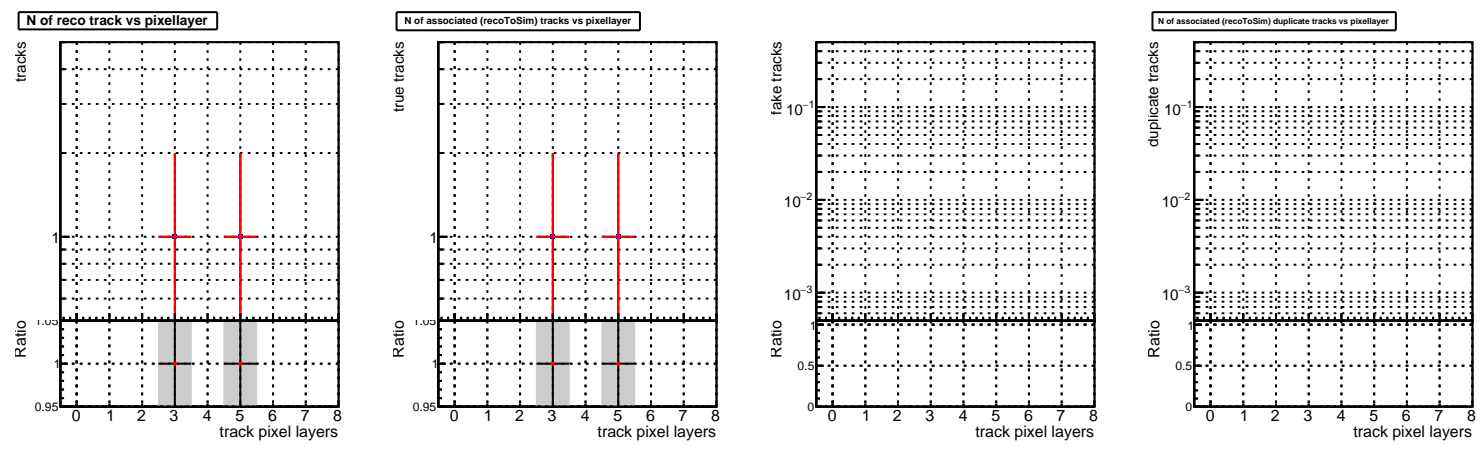 N of reco track vs pixellayer
tracks
1
1.05
Ratio
1
0.95
0 1 2 3 4 5 6 7 8
track pixel layers
N of associated (recoToSim) tracks vs pixellayer
true tracks
1
1.05
Ratio
1
0.95
0 1 2 3 4 5 6 7 8
track pixel layers
fake tracks
10⁻¹
10⁻²
10⁻³
Ratio
1
0.5
0
0 1 2 3 4 5 6 7 8
track pixel layers
N of associated (recoToSim) duplicate tracks vs pixellayer
duplicate tracks
10⁻¹
10⁻²
10⁻³
Ratio
1
0.5
0
0 1 2 3 4 5 6 7 8
track pixel layers